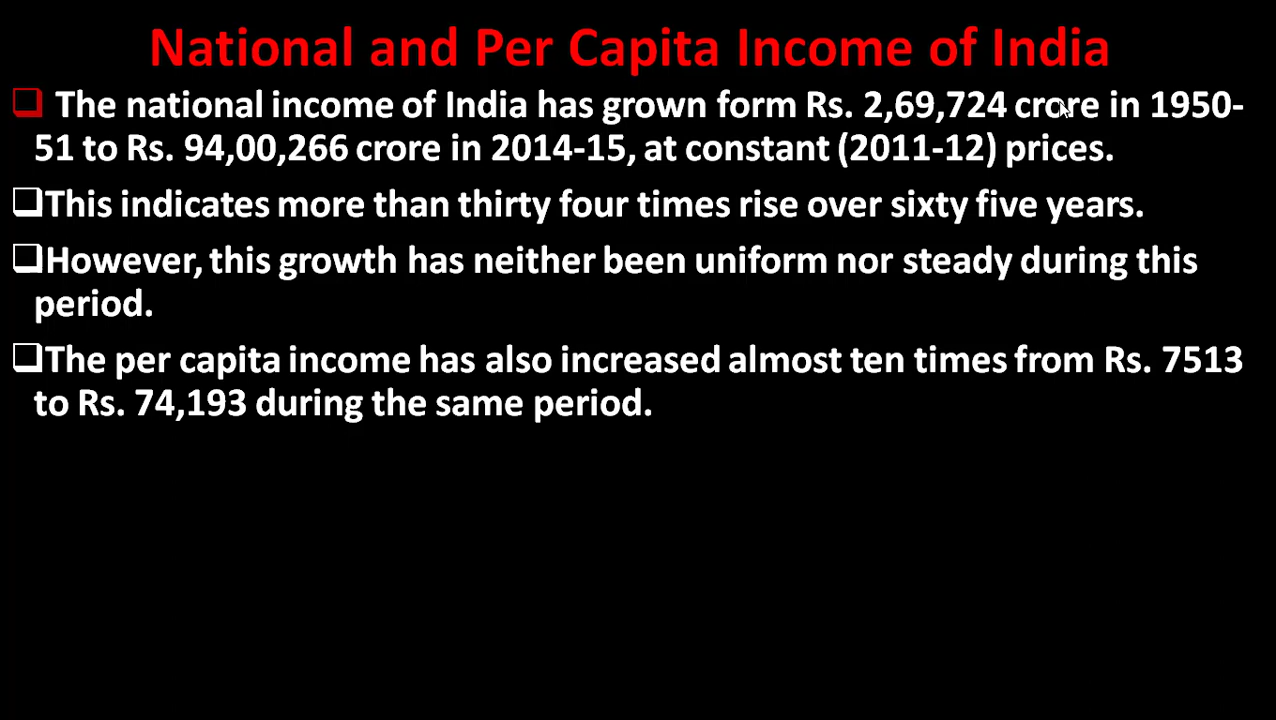 National and Per Capita Income of India
The national income of India has grown form Rs. 2,69,724 crore in 1950-
51 to Rs. 94,00,266 crore in 2014-15, at constant (2011-12) prices.
This indicates more than thirty four times rise over sixty five years.
However, this growth has neither been uniform nor steady during this
period.
The per capita income has also increased almost ten times from Rs. 7513
to Rs. 74,193 during the same period.